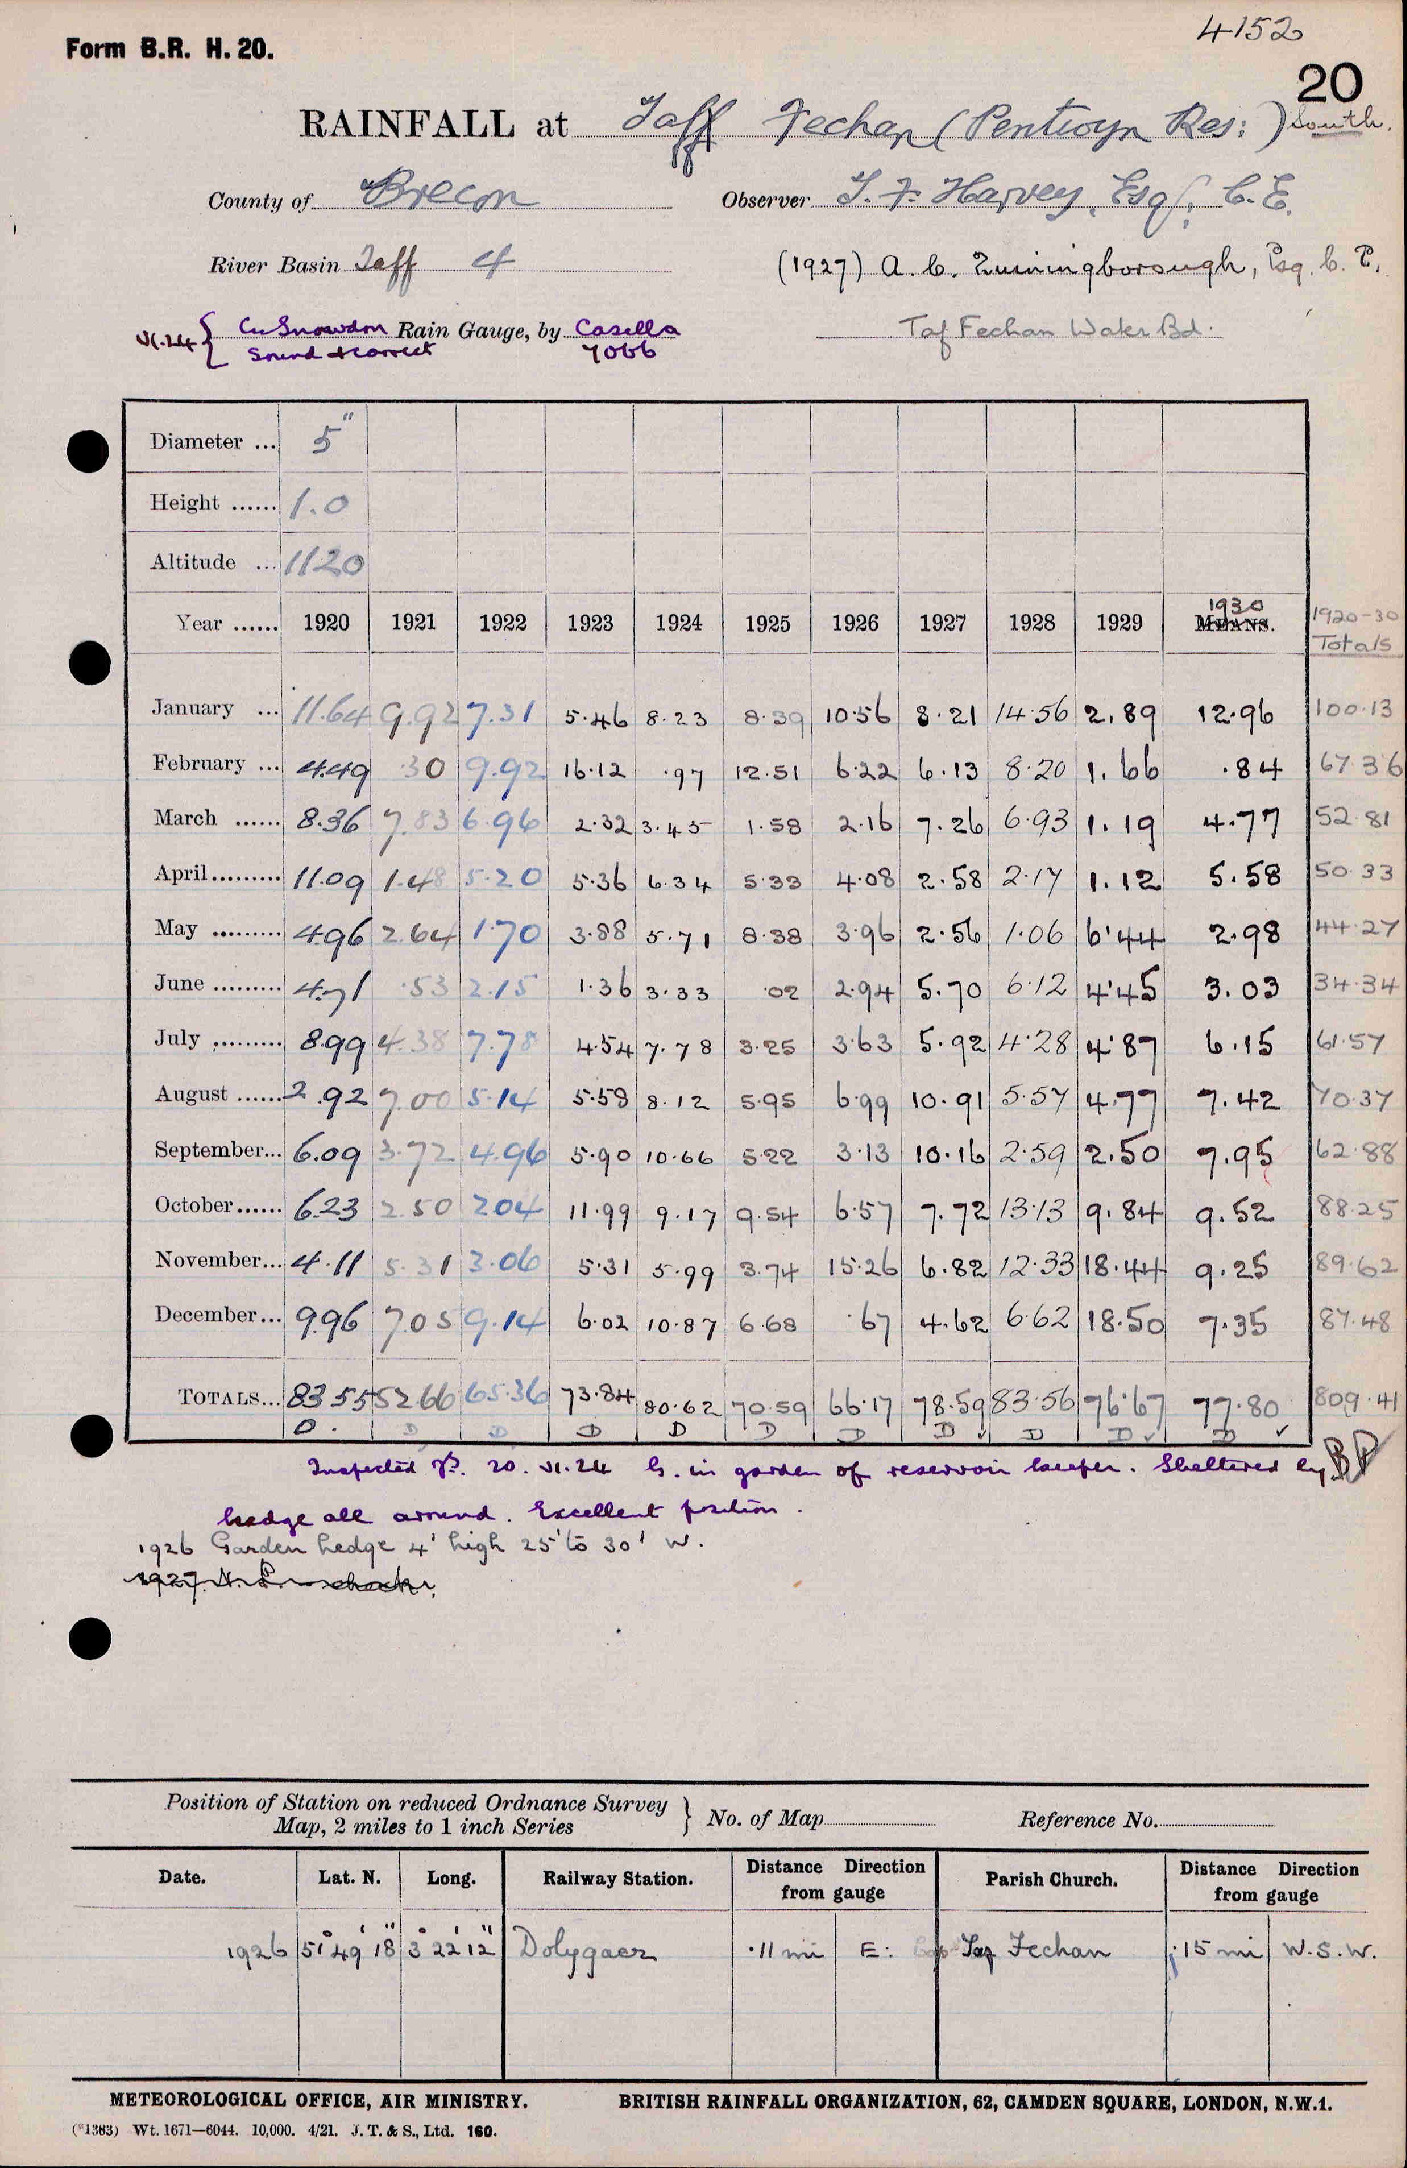 4152
Form B.R. H. 20.
20
RAINFALL at Taff Fechan (Pentwyn Res:) South.
County of Brecon Observer T. F. Harvey, Esq., C.E.
River Basin Taff 4 (1927) A. C. Esq. C. E.
VI.24 { Cu Snowdon Rain Gauge, by Casella Taf Fechan Water Bd.
Sound & correct 7066
Diameter ... 5"
Height ...... 1.0
Altitude ... 1120
Year ...... 1920 1921 1922 1923 1924 1925 1926 1927 1928 1929 1930 MEANS. 1920-30 Totals
January ... 11.64 9.92 7.31 5.46 8.23 8.39 10.56 8.21 14.56 2.89 12.96 100.13
February ... 4.49 .30 9.92 16.12 .97 12.51 6.22 6.13 8.20 1.66 .84 67.36
March ...... 8.36 7.83 6.96 2.32 3.45 1.58 2.16 7.26 6.93 1.19 4.77 52.81
April......... 11.09 1.48 5.20 5.36 6.34 5.33 4.08 2.58 2.17 1.12 5.58 50.33
May ......... 4.96 2.64 1.70 3.88 5.71 8.38 3.96 2.56 1.06 6.44 2.98 44.27
June ......... 4.71 .53 2.15 1.36 3.33 .02 2.94 5.70 6.12 4.45 3.03 34.34
July ......... 8.99 4.38 7.78 4.54 7.78 3.25 3.63 5.92 4.28 4.87 6.15 61.57
August ...... 2.92 7.00 5.14 5.58 8.12 5.95 6.99 10.91 5.57 4.77 7.42 70.37
September... 6.09 3.72 4.96 5.90 10.66 5.22 3.13 10.16 2.59 2.50 7.95 62.88
October...... 6.23 2.50 2.04 11.99 9.17 9.54 6.57 7.72 13.13 9.84 9.52 88.25
November... 4.11 5.31 3.06 5.31 5.99 3.74 15.26 6.82 12.33 18.44 9.25 89.62
December... 9.96 7.05 9.14 6.02 10.87 6.68 .67 4.62 6.62 18.50 7.35 87.48
TOTALS... 83.55 52.66 65.36 73.84 80.62 70.59 66.17 78.59 83.56 76.67 77.80 809.41
D. D D D D D D D ✓ D D ✓ D ✓
Inspected 20.VI.24 G. in garden of reservoir keeper. Sheltered by BP
hedge all around. Excellent position.
1926 Garden hedge 4' high 25' to 30' W.
1927
Position of Station on reduced Ordnance Survey Map, 2 miles to 1 inch Series } No. of Map Reference No.
Date. Lat. N. Long. Railway Station. Distance Direction from gauge Parish Church. Distance Direction from gauge
1926 51° 49' 18" 3° 22' 12" Dolygaer .11 mi E: Taf Fechan .15 mi W.S.W.
METEOROLOGICAL OFFICE, AIR MINISTRY. BRITISH RAINFALL ORGANIZATION, 62, CAMDEN SQUARE, LONDON, N.W.1.
(*1383) Wt. 1671—6044. 10,000. 4/21. J. T. & S., Ltd. 160.